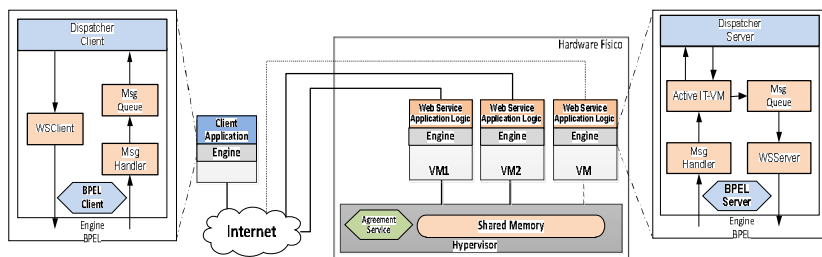 Dispatcher
Client
WSClient
Msg
Queue
Msg
Handler
BPEL
Client
Engine
BPEL
Client
Application
Engine
Internet
Hardware Físico
Web Service
Application Logic
Engine
VM1
Web Service
Application Logic
Engine
VM2
Web Service
Application Logic
Engine
VM
Agreement
Service
Shared Memory
Hypervisor
Dispatcher
Server
Active IT-VM
Msg
Queue
Msg
Handler
WSServer
BPEL
Server
Engine
BPEL